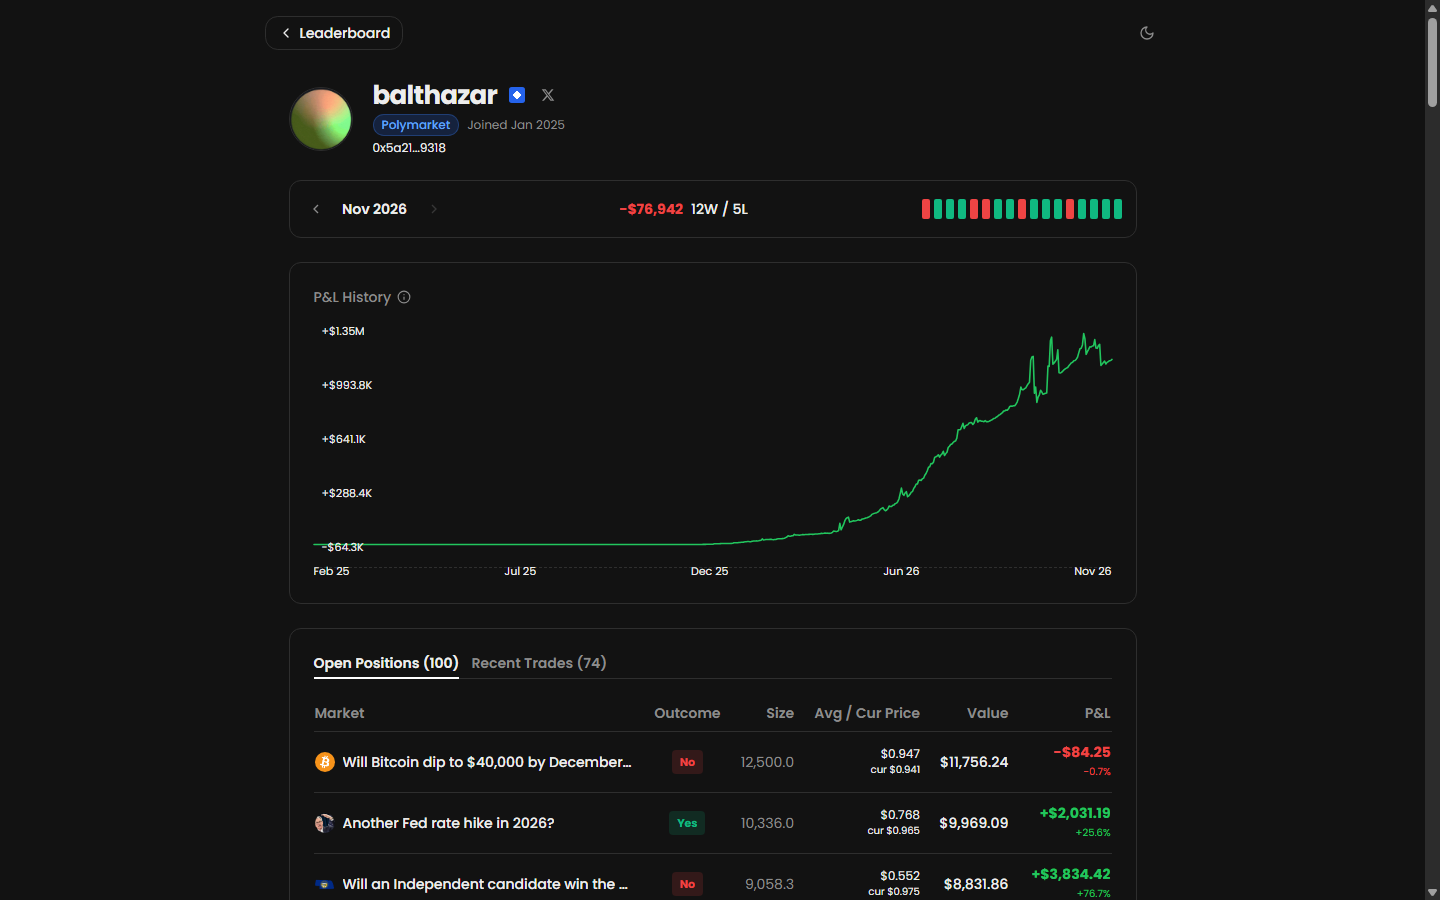 Leaderboard
balthazar
Polymarket Joined Jan 2025
0x5a21...9318
Nov 2026 -$76,942 12W / 5L
P&L History
+$1.35M
+$993.8K
+$641.1K
+$288.4K
-$64.3K
Feb 25 Jul 25 Dec 25 Jun 26 Nov 26
Open Positions (100) Recent Trades (74)
Market Outcome Size Avg / Cur Price Value P&L
Will Bitcoin dip to $40,000 by December... No 12,500.0 $0.947 $11,756.24 -$84.25
cur $0.941 -0.7%
Another Fed rate hike in 2026? Yes 10,336.0 $0.768 $9,969.09 +$2,031.19
cur $0.965 +25.6%
Will an Independent candidate win the ... No 9,058.3 $0.552 $8,831.86 +$3,834.42
cur $0.975 +76.7%